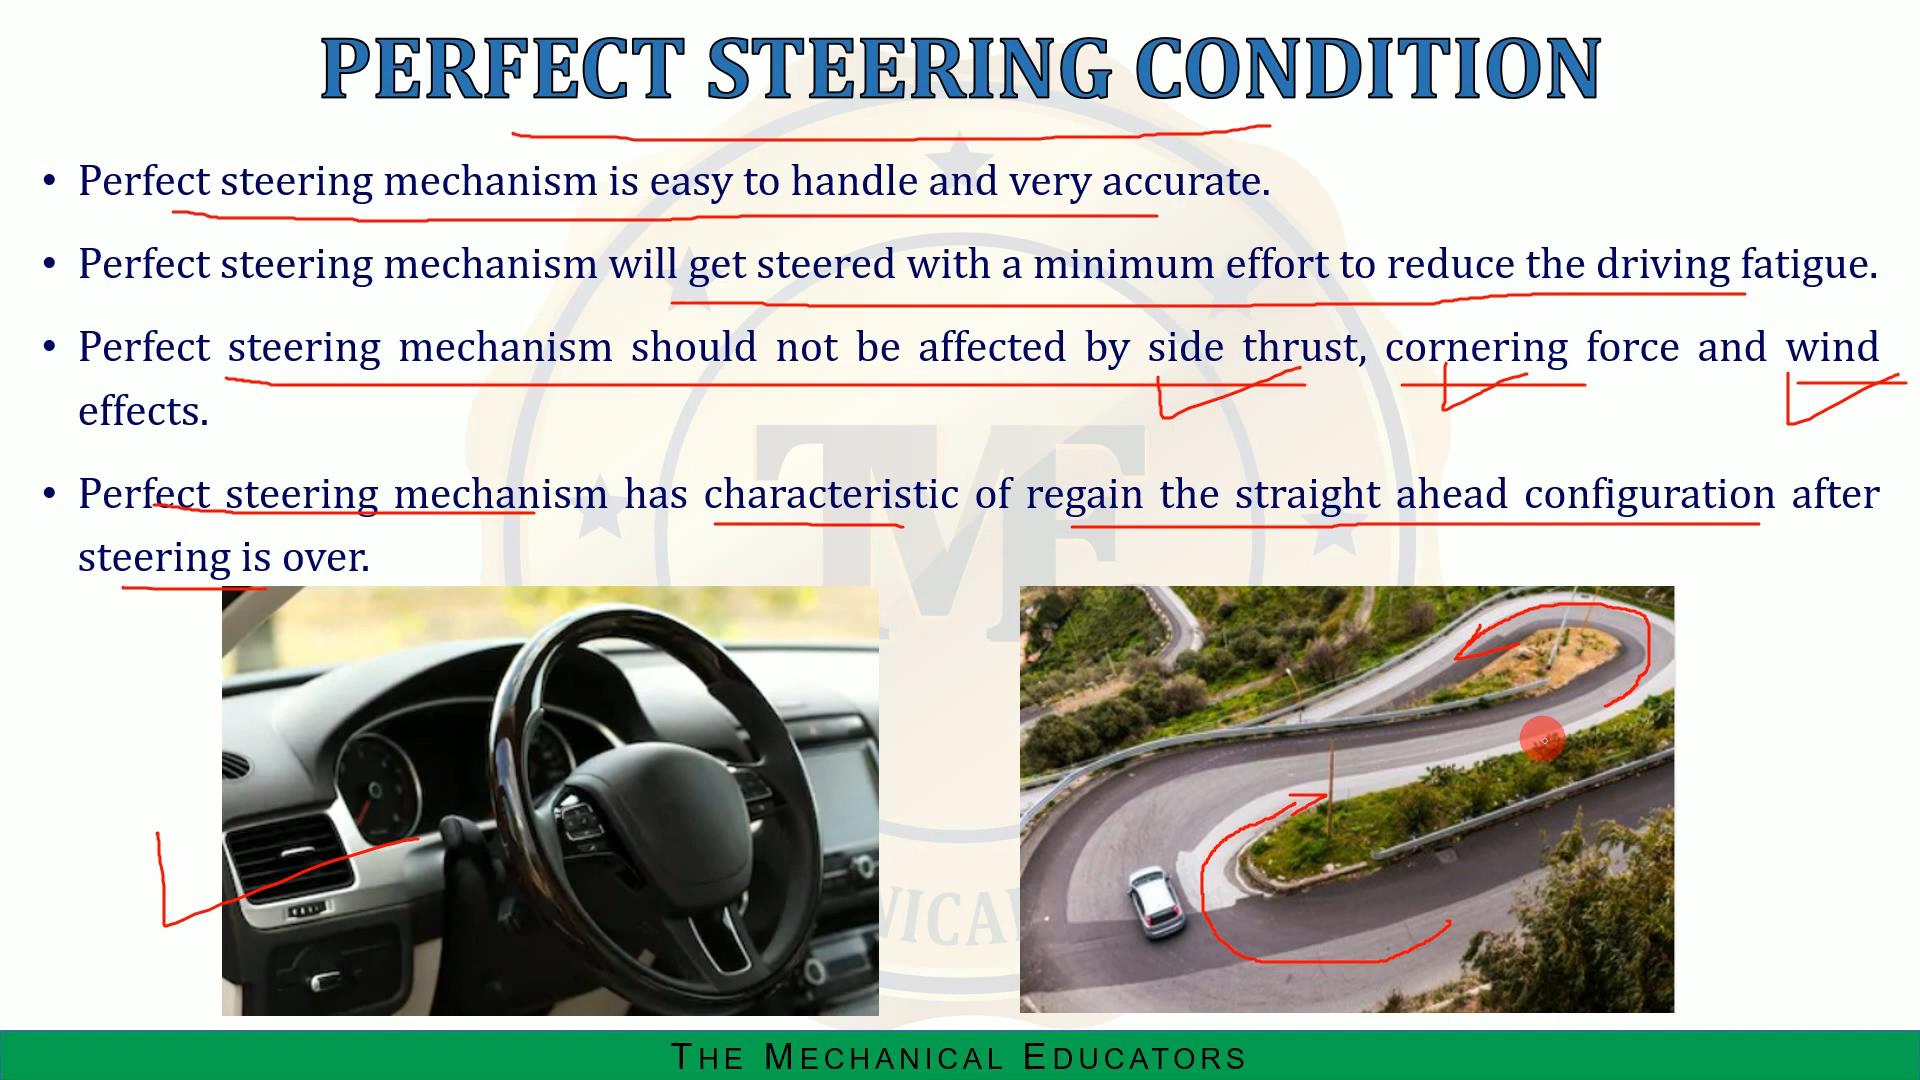 PERFECT STEERING CONDITION
• Perfect steering mechanism is easy to handle and very accurate.
• Perfect steering mechanism will get steered with a minimum effort to reduce the driving fatigue.
• Perfect steering mechanism should not be affected by side thrust, cornering force and wind
effects.
• Perfect steering mechanism has characteristic of regain the straight ahead configuration after
steering is over.
TME
THE MECHANICAL EDUCATORS